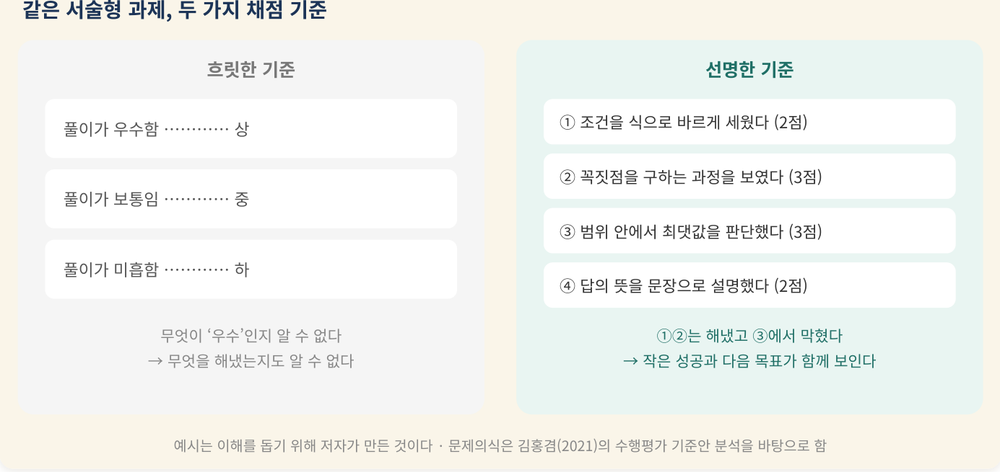 같은 서술형 과제, 두 가지 채점 기준
흐릿한 기준
풀이가 우수함 ………… 상
풀이가 보통임 ………… 중
풀이가 미흡함 ………… 하
무엇이 ‘우수’인지 알 수 없다
→ 무엇을 해냈는지도 알 수 없다
선명한 기준
① 조건을 식으로 바르게 세웠다 (2점)
② 꼭짓점을 구하는 과정을 보였다 (3점)
③ 범위 안에서 최댓값을 판단했다 (3점)
④ 답의 뜻을 문장으로 설명했다 (2점)
①②는 해냈고 ③에서 막혔다
→ 작은 성공과 다음 목표가 함께 보인다
예시는 이해를 돕기 위해 저자가 만든 것이다 · 문제의식은 김홍겸(2021)의 수행평가 기준안 분석을 바탕으로 함